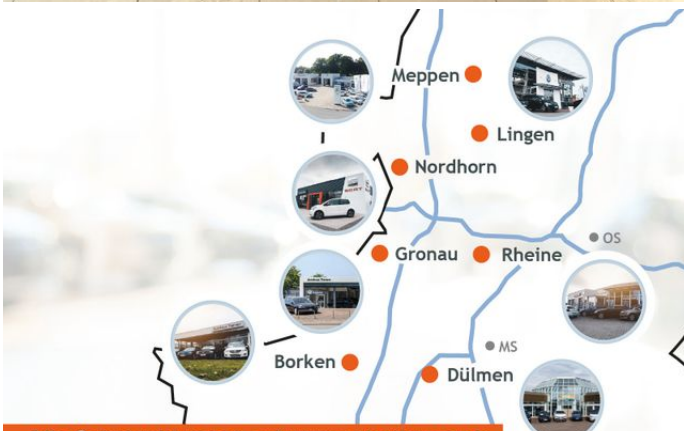 Meppen
Lingen
Nordhorn
OS
Gronau
Rheine
MS
Borken
Dülmen